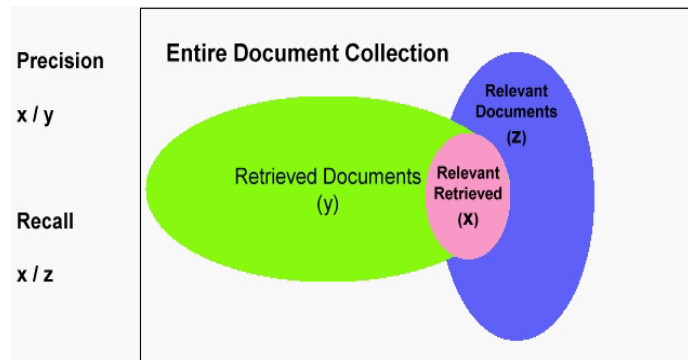 Precision
x / y
Recall
x / z
Entire Document Collection
Retrieved Documents
(y)
Relevant
Retrieved
(x)
Relevant
Documents
(z)